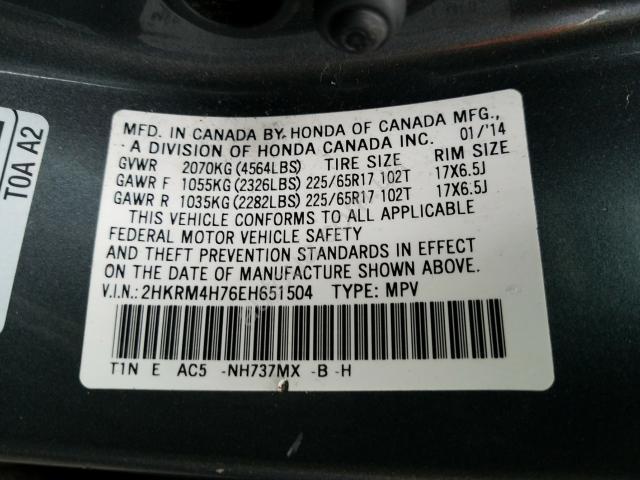 MFD. IN CANADA BY HONDA OF CANADA MFG.,
A DIVISION OF HONDA CANADA INC. 01/'14
GVWR 2070KG (4564LBS) TIRE SIZE RIM SIZE
GAWR F 1055KG (2326LBS) 225/65R17 102T 17X6.5J
GAWR R 1035KG (2282LBS) 225/65R17 102T 17X6.5J
THIS VEHICLE CONFORMS TO ALL APPLICABLE
FEDERAL MOTOR VEHICLE SAFETY
AND THEFT PREVENTION STANDARDS IN EFFECT
ON THE DATE OF MANUFACTURE SHOWN ABOVE.
V.I.N.: 2HKRM4H76EH651504 TYPE: MPV
T1N E AC5 -NH737MX -B -H
TOA A2